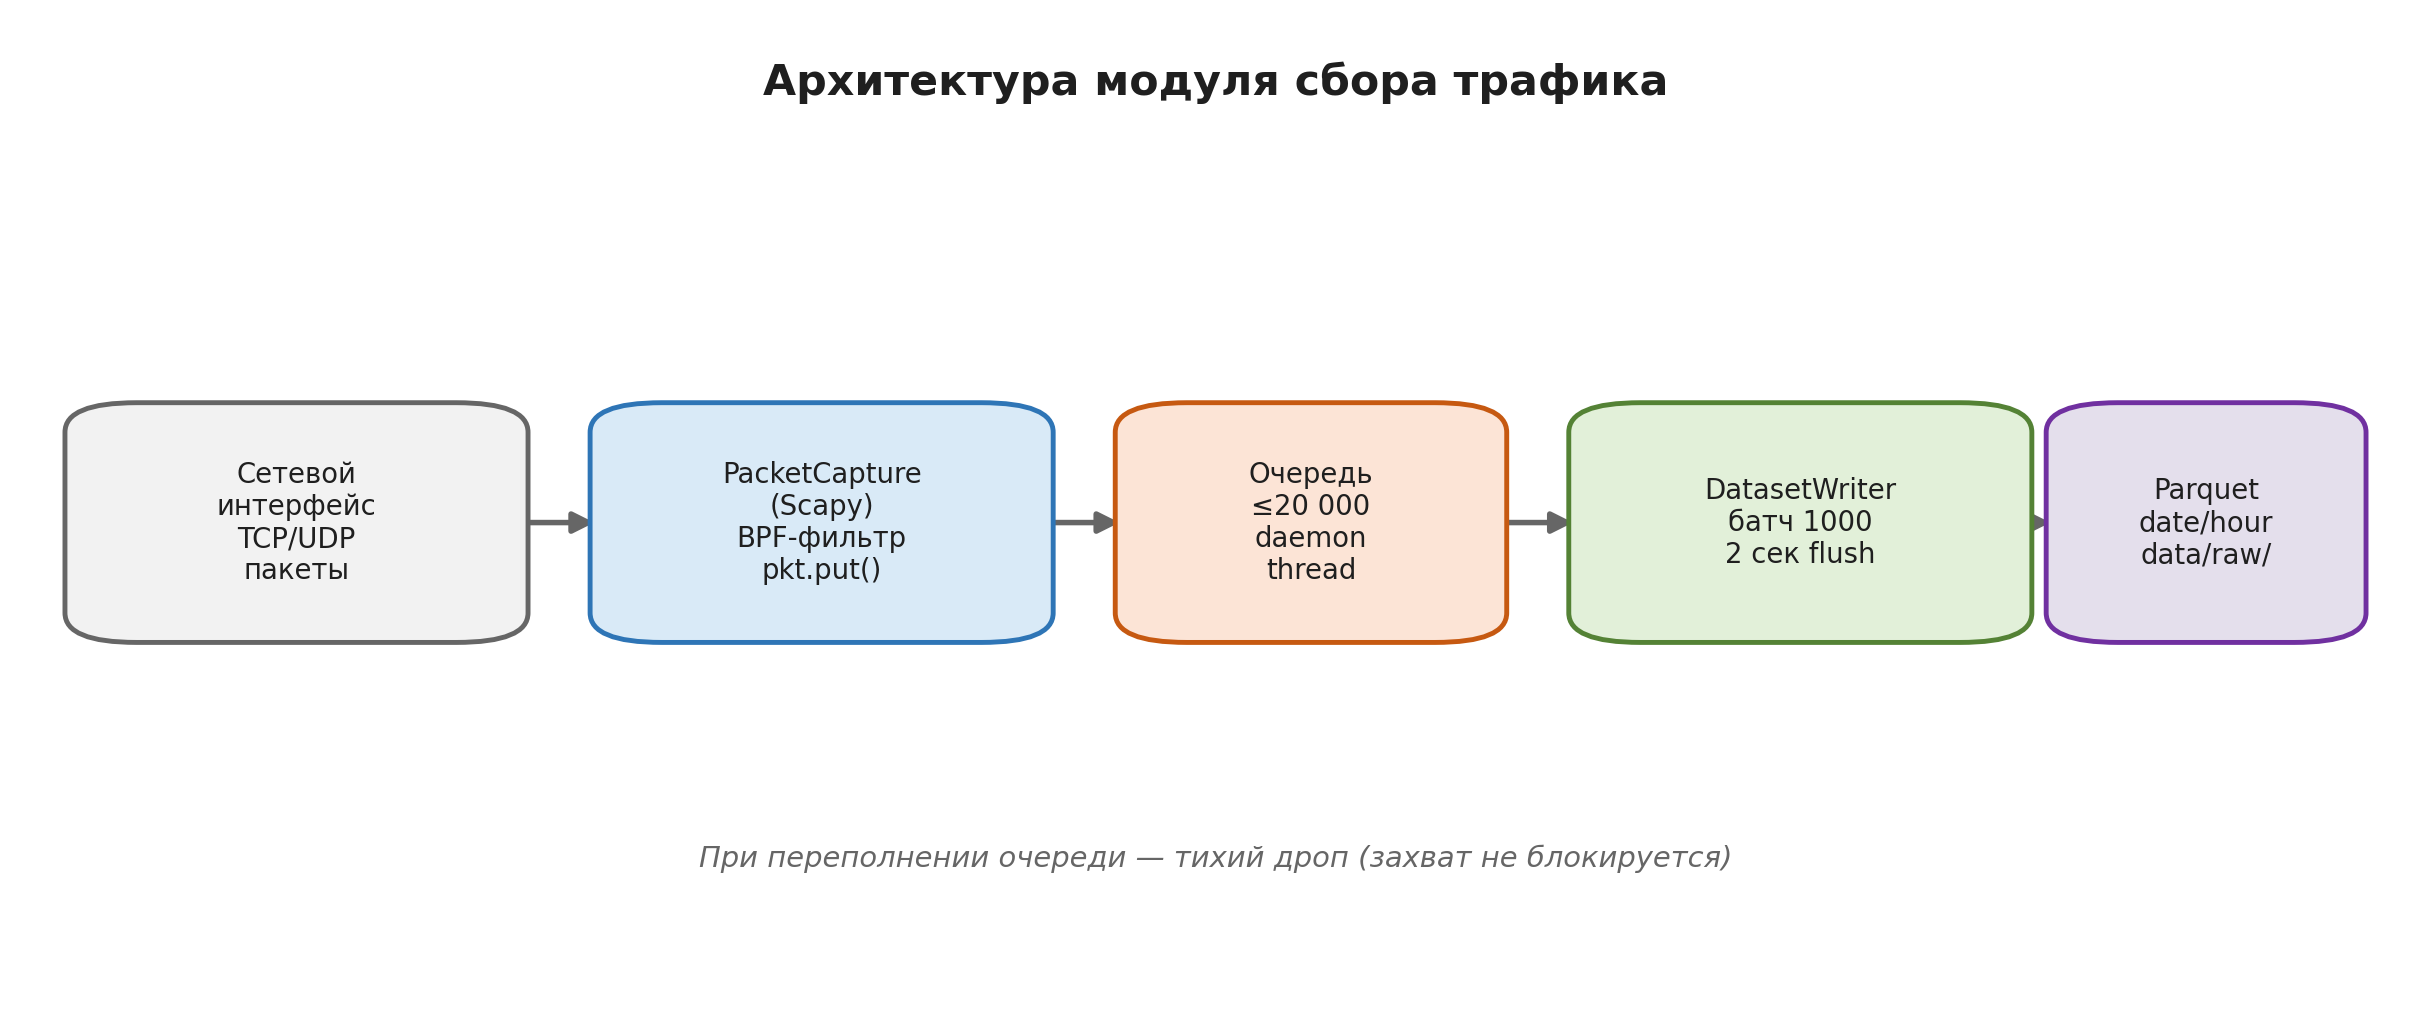 Архитектура модуля сбора трафика
Сетевой
интерфейс
TCP/UDP
пакеты
PacketCapture
(Scapy)
BPF-фильтр
pkt.put()
Очередь
≤20 000
daemon
thread
DatasetWriter
батч 1000
2 сек flush
Parquet
date/hour
data/raw/
При переполнении очереди — тихий дроп (захват не блокируется)